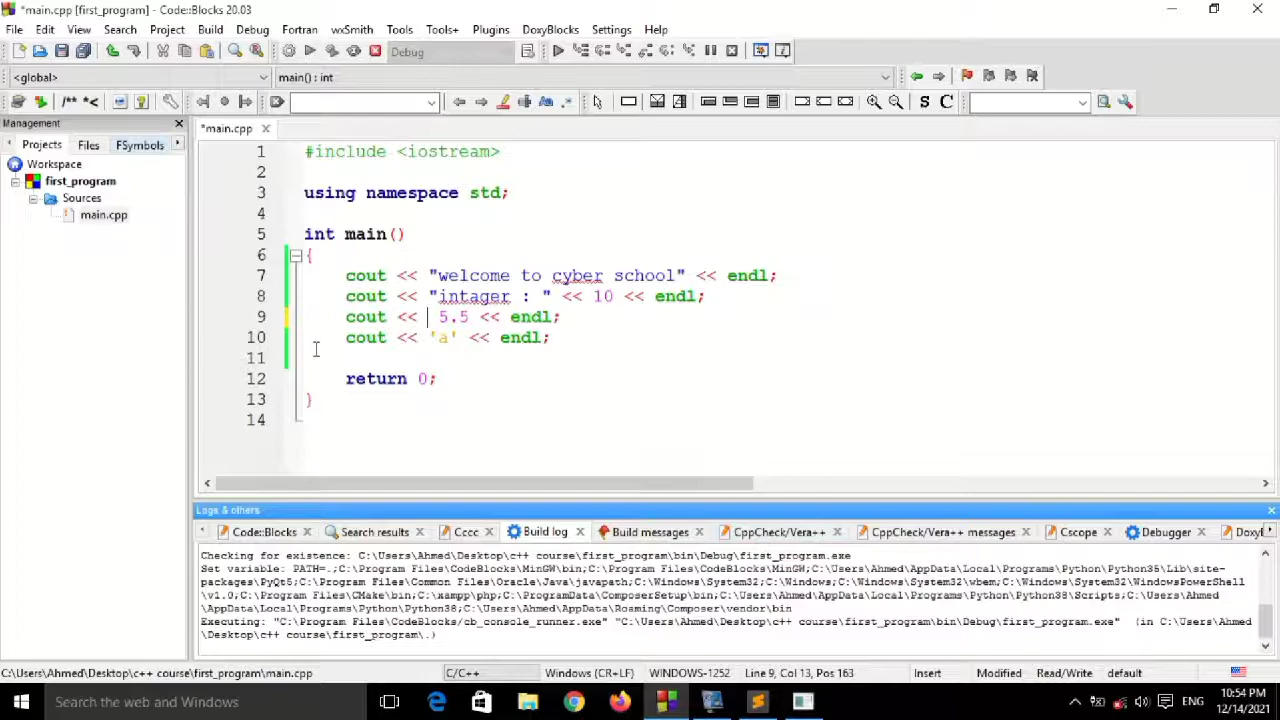 *main.cpp [first_program] - Code::Blocks 20.03
File Edit View Search Project Build Debug Fortran wxSmith Tools Tools+ Plugins DoxyBlocks Settings Help
Debug
<global> main() : int
/** *< S C
Management
*main.cpp
Projects Files FSymbols
Workspace
first_program
Sources
main.cpp
1 #include <iostream>
2
3 using namespace std;
4
5 int main()
6 {
7 cout << "welcome to cyber school" << endl;
8 cout << "intager : " << 10 << endl;
9 cout << 5.5 << endl;
10 cout << 'a' << endl;
11
12 return 0;
13 }
14
Logs & others
Code::Blocks Search results Cccc Build log Build messages CppCheck/Vera++ CppCheck/Vera++ messages Cscope Debugger Doxyl
Checking for existence: C:\Users\Ahmed\Desktop\c++ course\first_program\bin\Debug\first_program.exe
Set variable: PATH=.;C:\Program Files\CodeBlocks\MinGW\bin;C:\Program Files\CodeBlocks\MinGW;C:\Users\Ahmed\AppData\Local\Programs\Python\Python35\Lib\site-
packages\PyQt5;C:\Program Files\Common Files\Oracle\Java\javapath;C:\Windows\System32;C:\Windows;C:\Windows\System32\wbem;C:\Windows\System32\WindowsPowerShell
\v1.0;C:\Program Files\CMake\bin;C:\xampp\php;C:\ProgramData\ComposerSetup\bin;C:\Users\Ahmed\AppData\Local\Programs\Python\Python38\Scripts;C:\Users\Ahmed
\AppData\Local\Programs\Python\Python38;C:\Users\Ahmed\AppData\Roaming\Composer\vendor\bin
Executing: "C:\Program Files\CodeBlocks/cb_console_runner.exe" "C:\Users\Ahmed\Desktop\c++ course\first_program\bin\Debug\first_program.exe" (in C:\Users\Ahmed
\Desktop\c++ course\first_program\.)
C:\Users\Ahmed\Desktop\c++ course\first_program\main.cpp C/C++ Windows (CR+LF) WINDOWS-1252 Line 9, Col 13, Pos 163 Insert Modified Read/Write default
Search the web and Windows
ENG
10:54 PM
12/14/2021